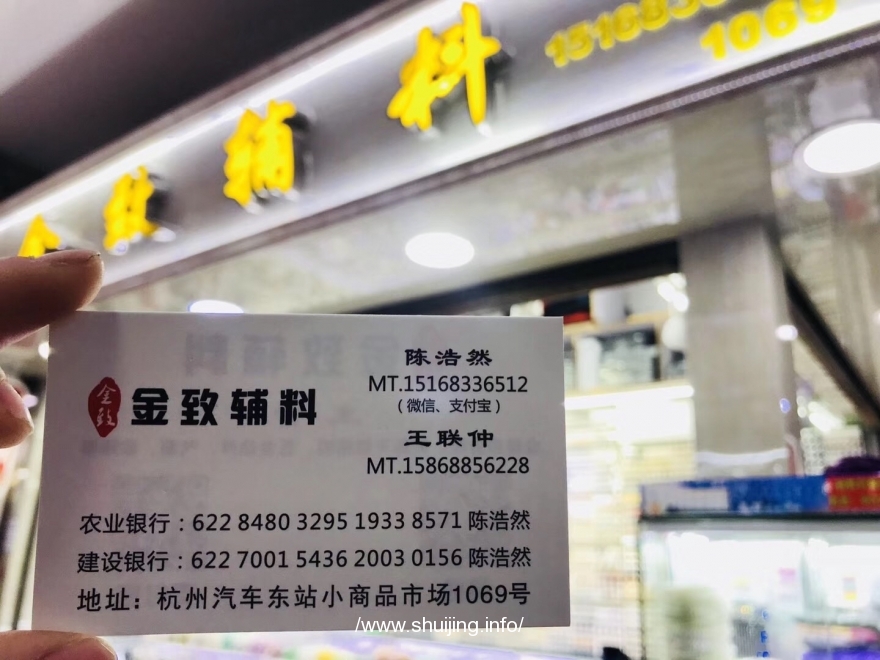 致 辅 料
1069
金致
金致辅料
陈浩然
MT.15168336512
(微信、支付宝)
王联仲
MT.15868856228
农业银行：622 8480 3295 1933 8571 陈浩然
建设银行：622 7001 5436 2003 0156 陈浩然
地址：杭州汽车东站小商品市场1069号
/www.shuijing.info/